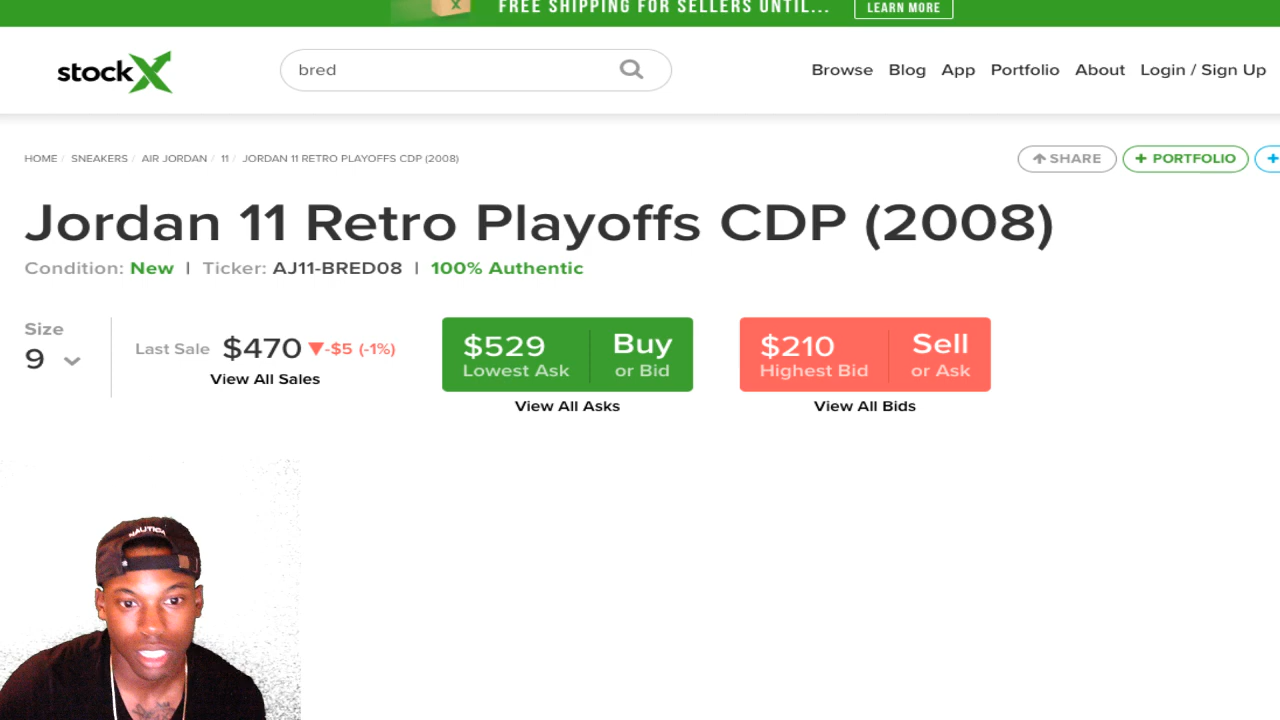 FREE SHIPPING FOR SELLERS UNTIL...
LEARN MORE
stockX
bred
Browse Blog App Portfolio About Login / Sign Up
HOME / SNEAKERS / AIR JORDAN / 11 / JORDAN 11 RETRO PLAYOFFS CDP (2008)
SHARE
+ PORTFOLIO
+
Jordan 11 Retro Playoffs CDP (2008)
Condition: New | Ticker: AJ11-BRED08 | 100% Authentic
Size
9
Last Sale $470 ▼-$5 (-1%)
View All Sales
$529 Buy
Lowest Ask or Bid
View All Asks
$210 Sell
Highest Bid or Ask
View All Bids
NAUTICA